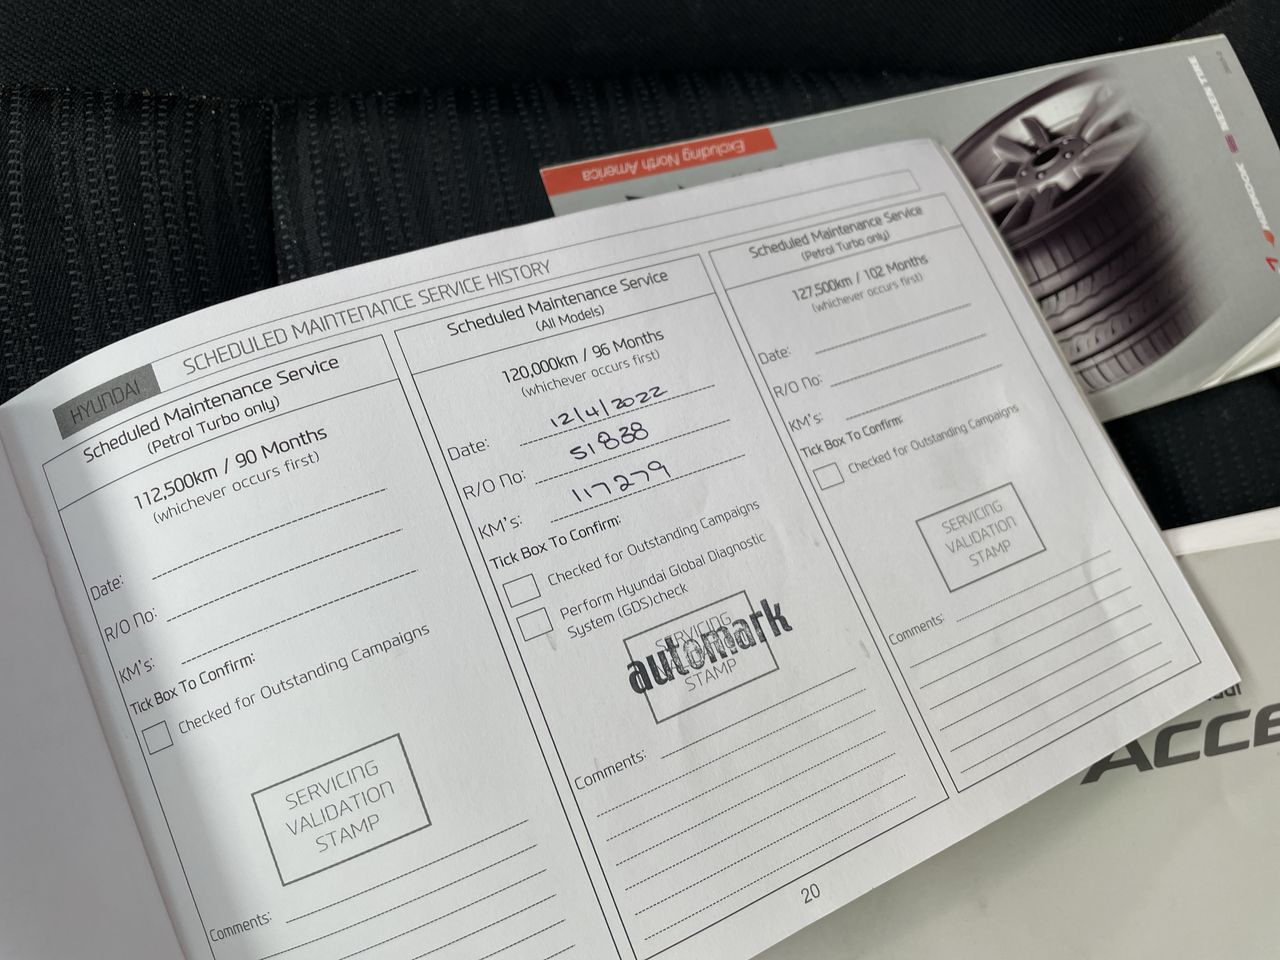 Excluding North America
HANKOOK
HYUNDAI
SCHEDULED MAINTENANCE SERVICE HISTORY
Scheduled Maintenance Service
(Petrol Turbo only)
112,500km / 90 Months
(whichever occurs first)
Date:
R/O no:
KM's:
Tick Box To Confirm:
Checked for Outstanding Campaigns
SERVICING
VALIDATION
STAMP
Comments:
Scheduled Maintenance Service
(All Models)
120,000km / 96 Months
(whichever occurs first)
Date: 12/4/2022
R/O no: 51838
KM's: 117279
Tick Box To Confirm:
Checked for Outstanding Campaigns
Perform Hyundai Global Diagnostic
System (GDS)check
SERVICING
automark
STAMP
Comments:
Scheduled Maintenance Service
(Petrol Turbo only)
127,500km / 102 Months
(whichever occurs first)
Date:
R/O no:
KM's:
Tick Box To Confirm:
Checked for Outstanding Campaigns
SERVICING
VALIDATION
STAMP
Comments:
20
ACCE